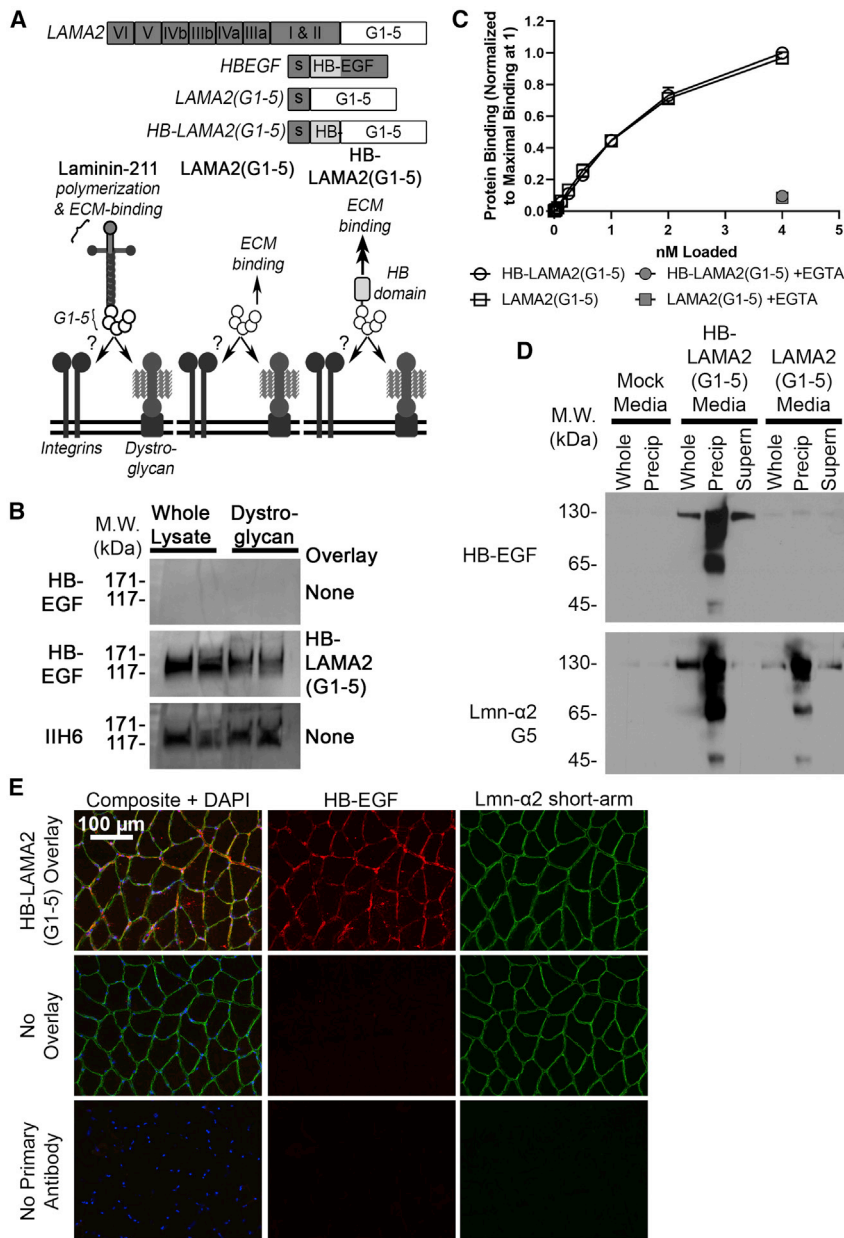 A
LAMA2 VI V IVb IIIb IVa IIIa I & II G1-5
HBEGF s HB-EGF
LAMA2(G1-5) s G1-5
HB-LAMA2(G1-5) s HB- G1-5
Laminin-211
polymerization
& ECM-binding
G1-5{
?
LAMA2(G1-5)
ECM
binding
?
HB-
LAMA2(G1-5)
ECM
binding
HB
domain
?
Integrins
Dystro-
glycan
B
M.W.
(kDa)
Whole
Lysate
Dystro-
glycan
Overlay
HB-
EGF
171-
117-
None
HB-
EGF
171-
117-
HB-
LAMA2
(G1-5)
IIH6
171-
117-
None
C
Protein Binding (Normalized
to Maximal Binding at 1)
1.2
1.0
0.8
0.6
0.4
0.2
0.0
0 1 2 3 4 5
nM Loaded
HB-LAMA2(G1-5)
HB-LAMA2(G1-5) +EGTA
LAMA2(G1-5)
LAMA2(G1-5) +EGTA
D
M.W.
(kDa)
Mock
Media
HB-
LAMA2
(G1-5)
Media
LAMA2
(G1-5)
Media
Whole
Precip
Whole
Precip
Supern
Whole
Precip
Supern
HB-EGF
130-
65-
45-
Lmn-α2
G5
130-
65-
45-
E
Composite + DAPI
HB-EGF
Lmn-α2 short-arm
100 µm
HB-LAMA2
(G1-5) Overlay
No
Overlay
No Primary
Antibody